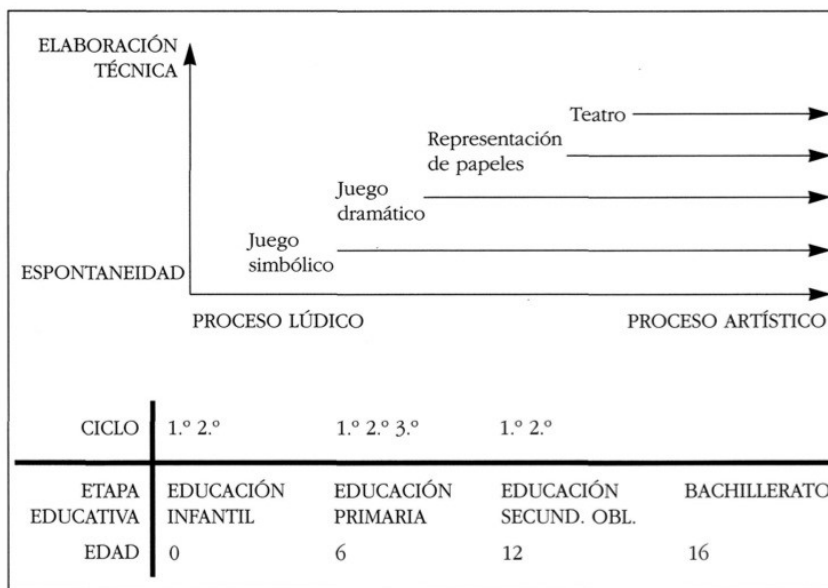 ELABORACIÓN
TÉCNICA
Teatro
Representación
de papeles
Juego
dramático
Juego
simbólico
ESPONTANEIDAD
PROCESO LÚDICO PROCESO ARTÍSTICO
CICLO 1.º 2.º 1.º 2.º 3.º 1.º 2.º
ETAPA EDUCACIÓN EDUCACIÓN EDUCACIÓN BACHILLERATO
EDUCATIVA INFANTIL PRIMARIA SECUND. OBL.
EDAD 0 6 12 16